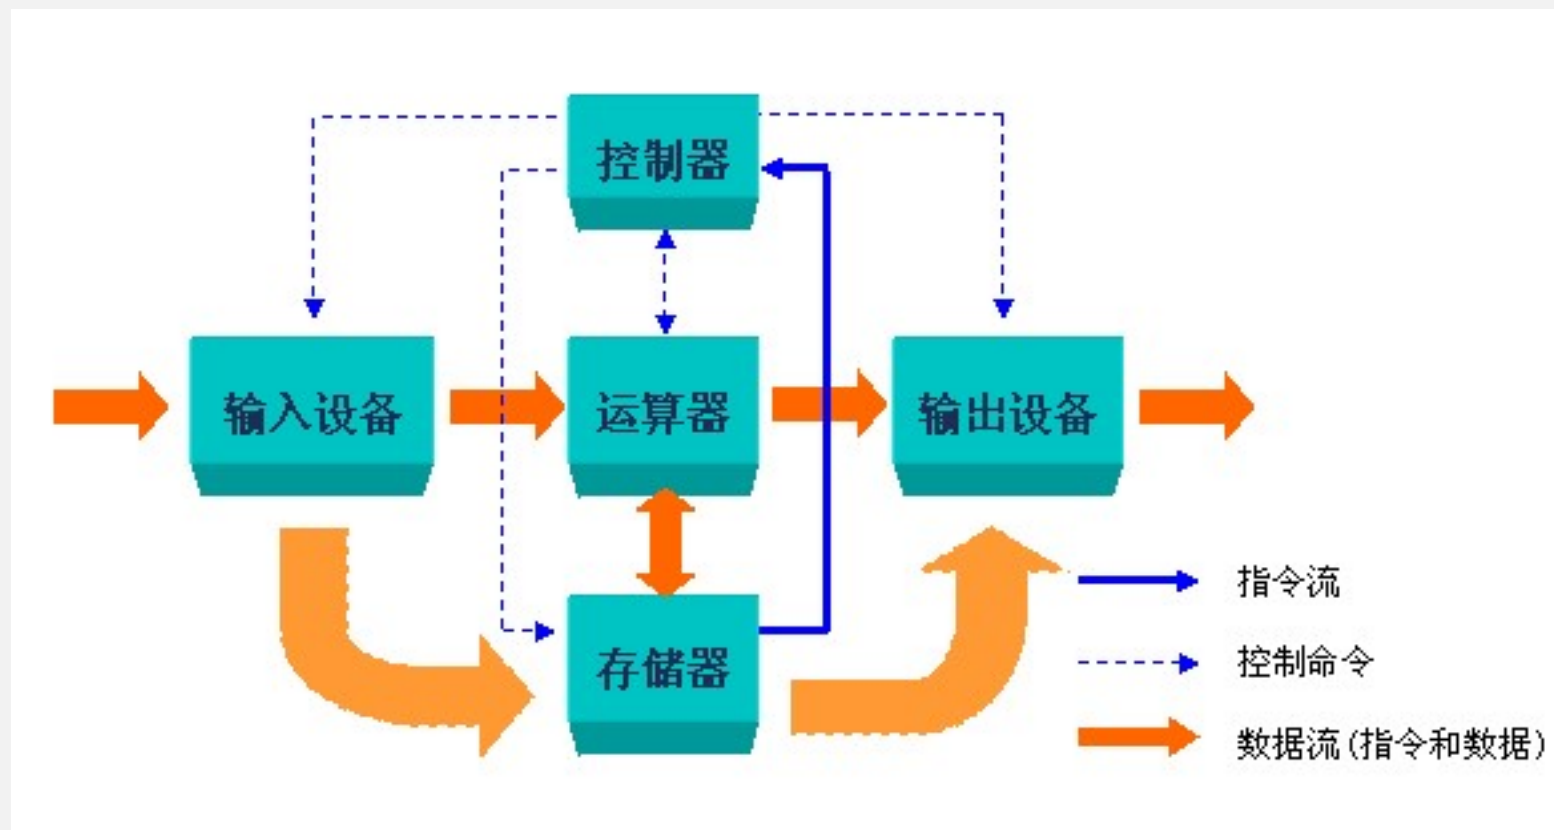 控制器
输入设备
运算器
输出设备
存储器
指令流
控制命令
数据流(指令和数据)